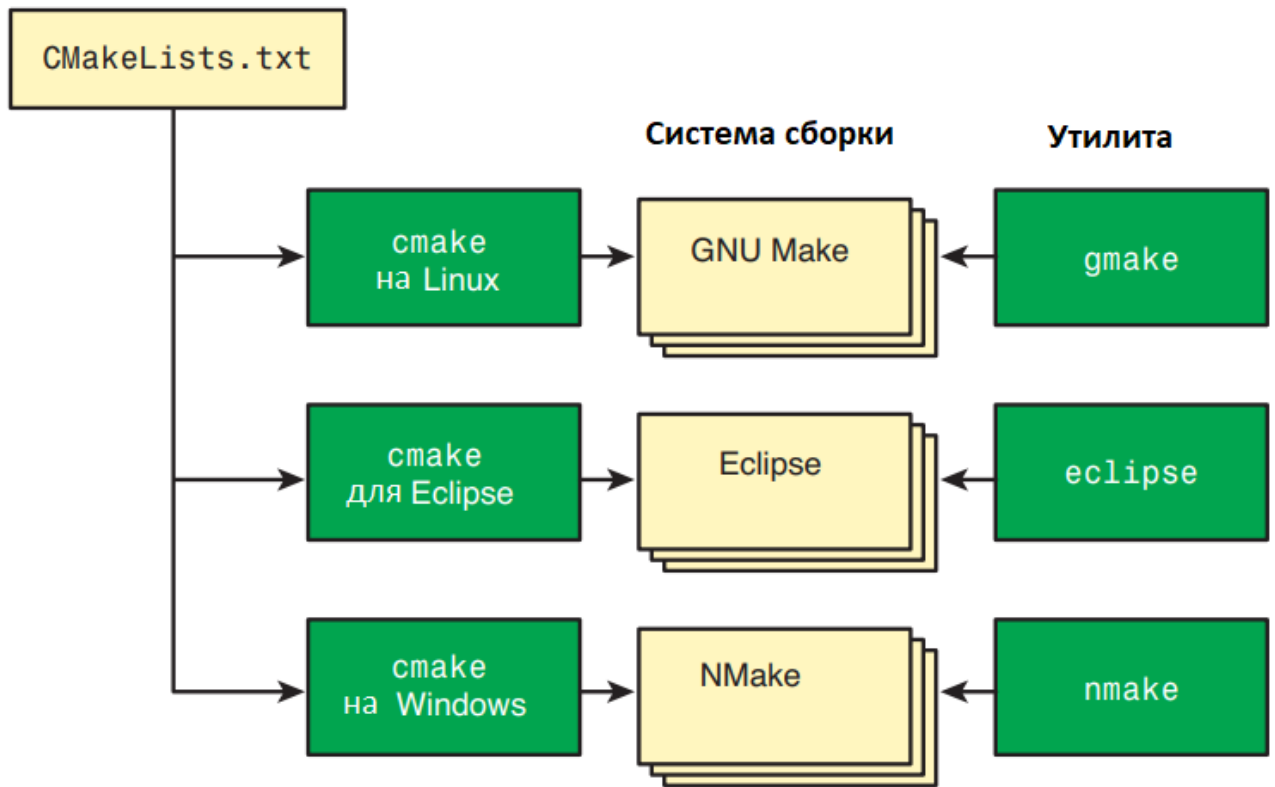 CMakeLists.txt
Система сборки
Утилита
cmake
на Linux
GNU Make
gmake
cmake
для Eclipse
Eclipse
eclipse
cmake
на Windows
NMake
nmake